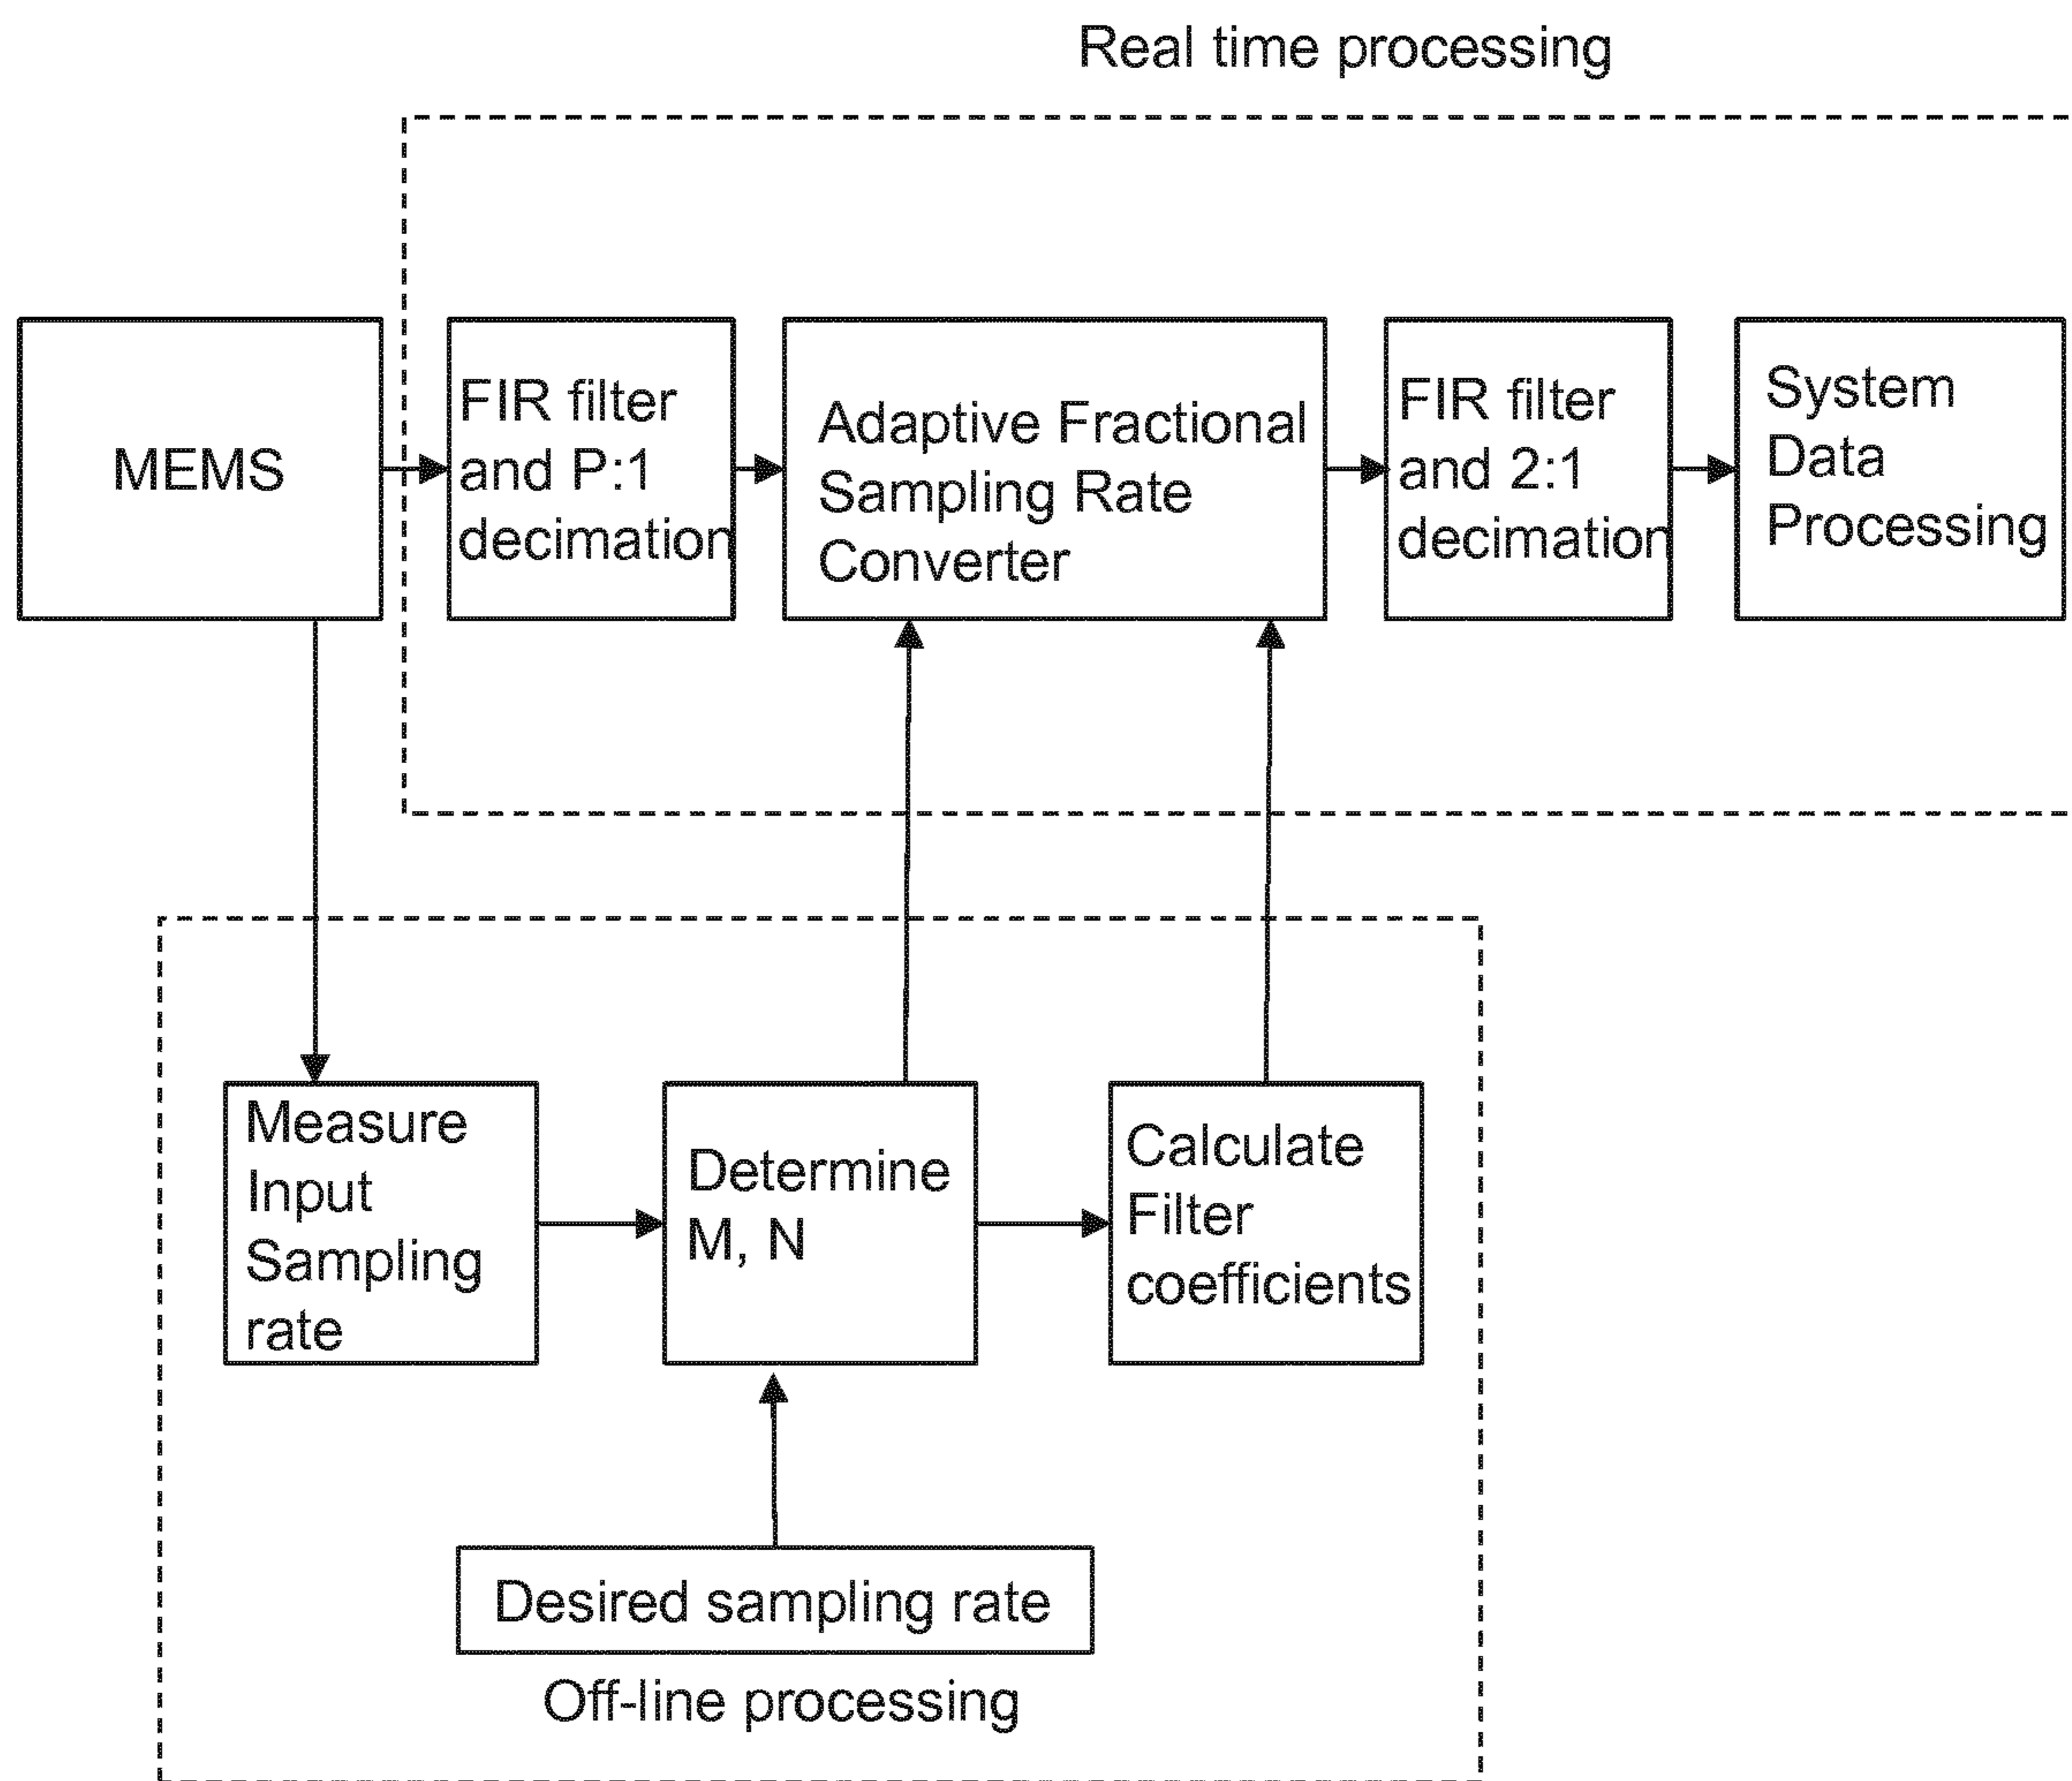 Real time processing
MEMS
FIR filter
and P:1
decimation
Adaptive Fractional
Sampling Rate
Converter
FIR filter
and 2:1
decimation
System
Data
Processing
Measure
Input
Sampling
rate
Determine
M, N
Calculate
Filter
coefficients
Desired sampling rate
Off-line processing